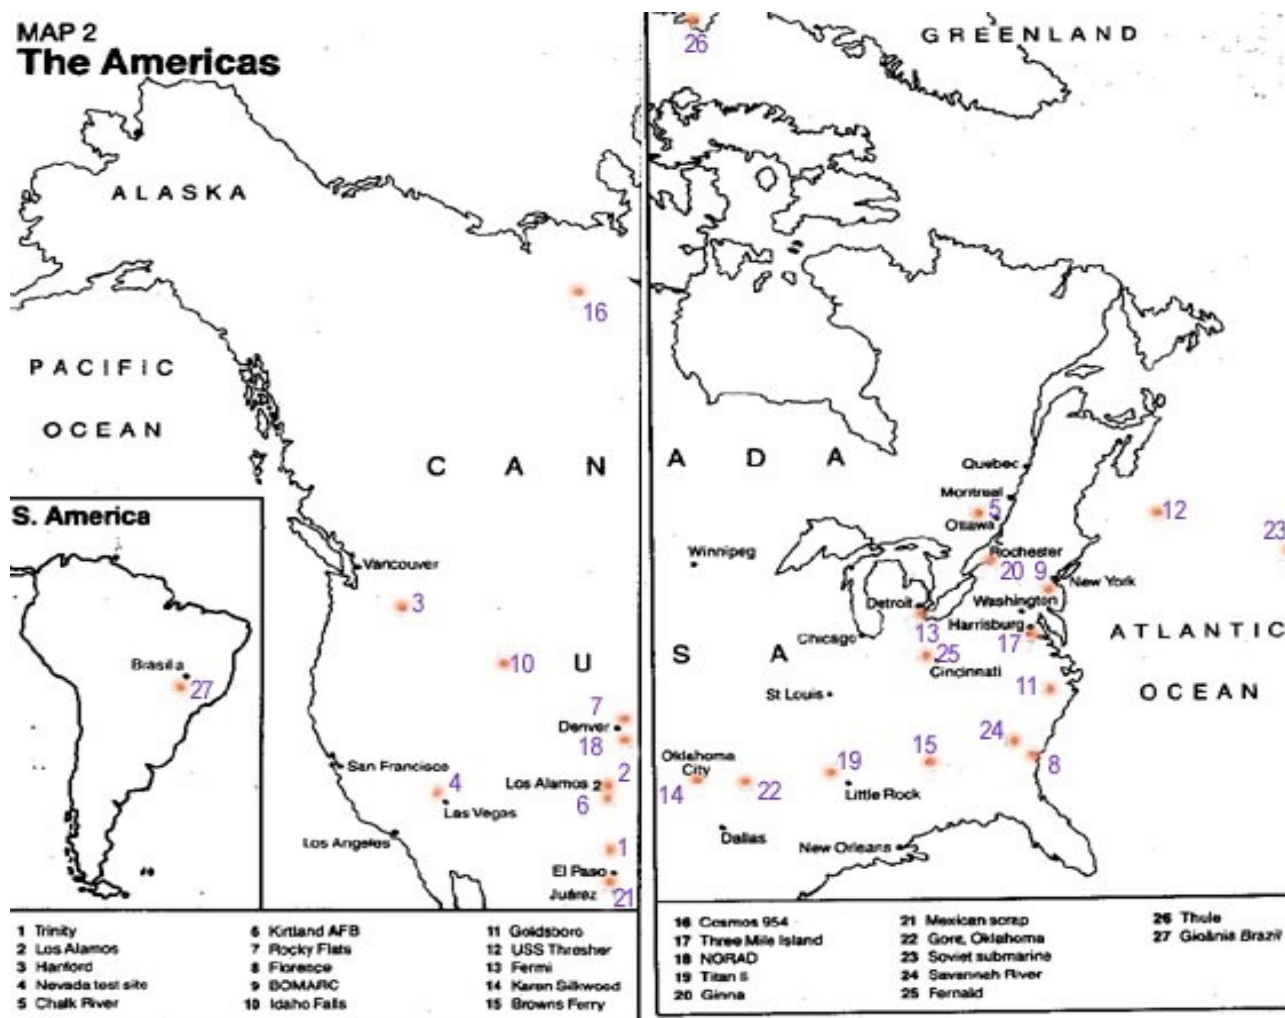 MAP 2
The Americas
26
GREENLAND
ALASKA
16
PACIFIC
OCEAN
CANADA
Quebec
Montreal
5
Ottawa
12
23
S. America
Vancouver
Winnipeg
Rochester
20
9
New York
3
Detroit
Washington
13
Harrisburg
17
Chicago
ATLANTIC
OCEAN
10
USA
25
Cincinnati
Brasilia
27
11
St Louis
7
Denver
18
24
8
San Francisco
Oklahoma
City
15
19
Los Alamos
2
4
6
14
22
Little Rock
Las Vegas
Los Angeles
Dallas
New Orleans
1
El Paso
Juárez
21
1 Trinity
2 Los Alamos
3 Hanford
4 Nevada test site
5 Chalk River
6 Kirtland AFB
7 Rocky Flats
8 Florence
9 BOMARC
10 Idaho Falls
11 Goldsboro
12 USS Thresher
13 Fermi
14 Karen Silkwood
15 Browns Ferry
16 Cosmos 954
17 Three Mile Island
18 NORAD
19 Titan II
20 Ginna
21 Mexican scrap
22 Gore, Oklahoma
23 Soviet submarine
24 Savannah River
25 Fernald
26 Thule
27 Gioânia Brazil